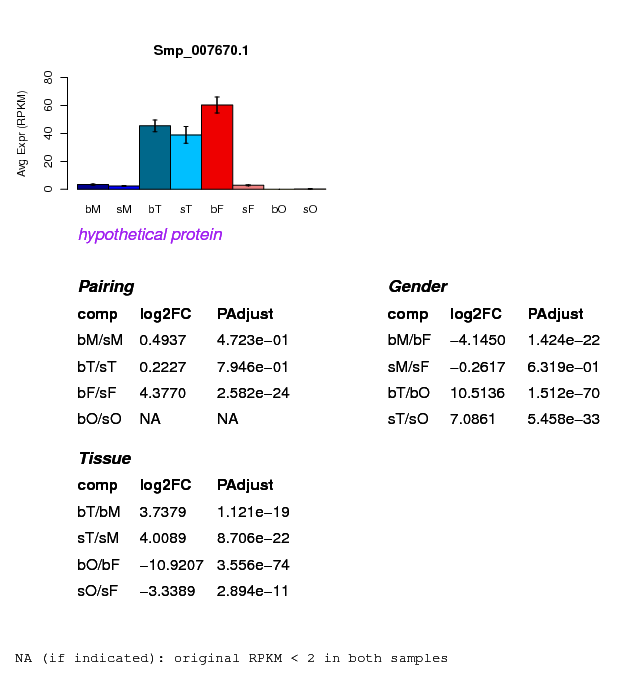 Smp_007670.1
Avg Expr (RPKM)
80
60
40
20
0
bM sM bT sT bF sF bO sO
hypothetical protein
Pairing
comp log2FC PAdjust
bM/sM 0.4937 4.723e−01
bT/sT 0.2227 7.946e−01
bF/sF 4.3770 2.582e−24
bO/sO NA NA
Gender
comp log2FC PAdjust
bM/bF −4.1450 1.424e−22
sM/sF −0.2617 6.319e−01
bT/bO 10.5136 1.512e−70
sT/sO 7.0861 5.458e−33
Tissue
comp log2FC PAdjust
bT/bM 3.7379 1.121e−19
sT/sM 4.0089 8.706e−22
bO/bF −10.9207 3.556e−74
sO/sF −3.3389 2.894e−11
NA (if indicated): original RPKM < 2 in both samples